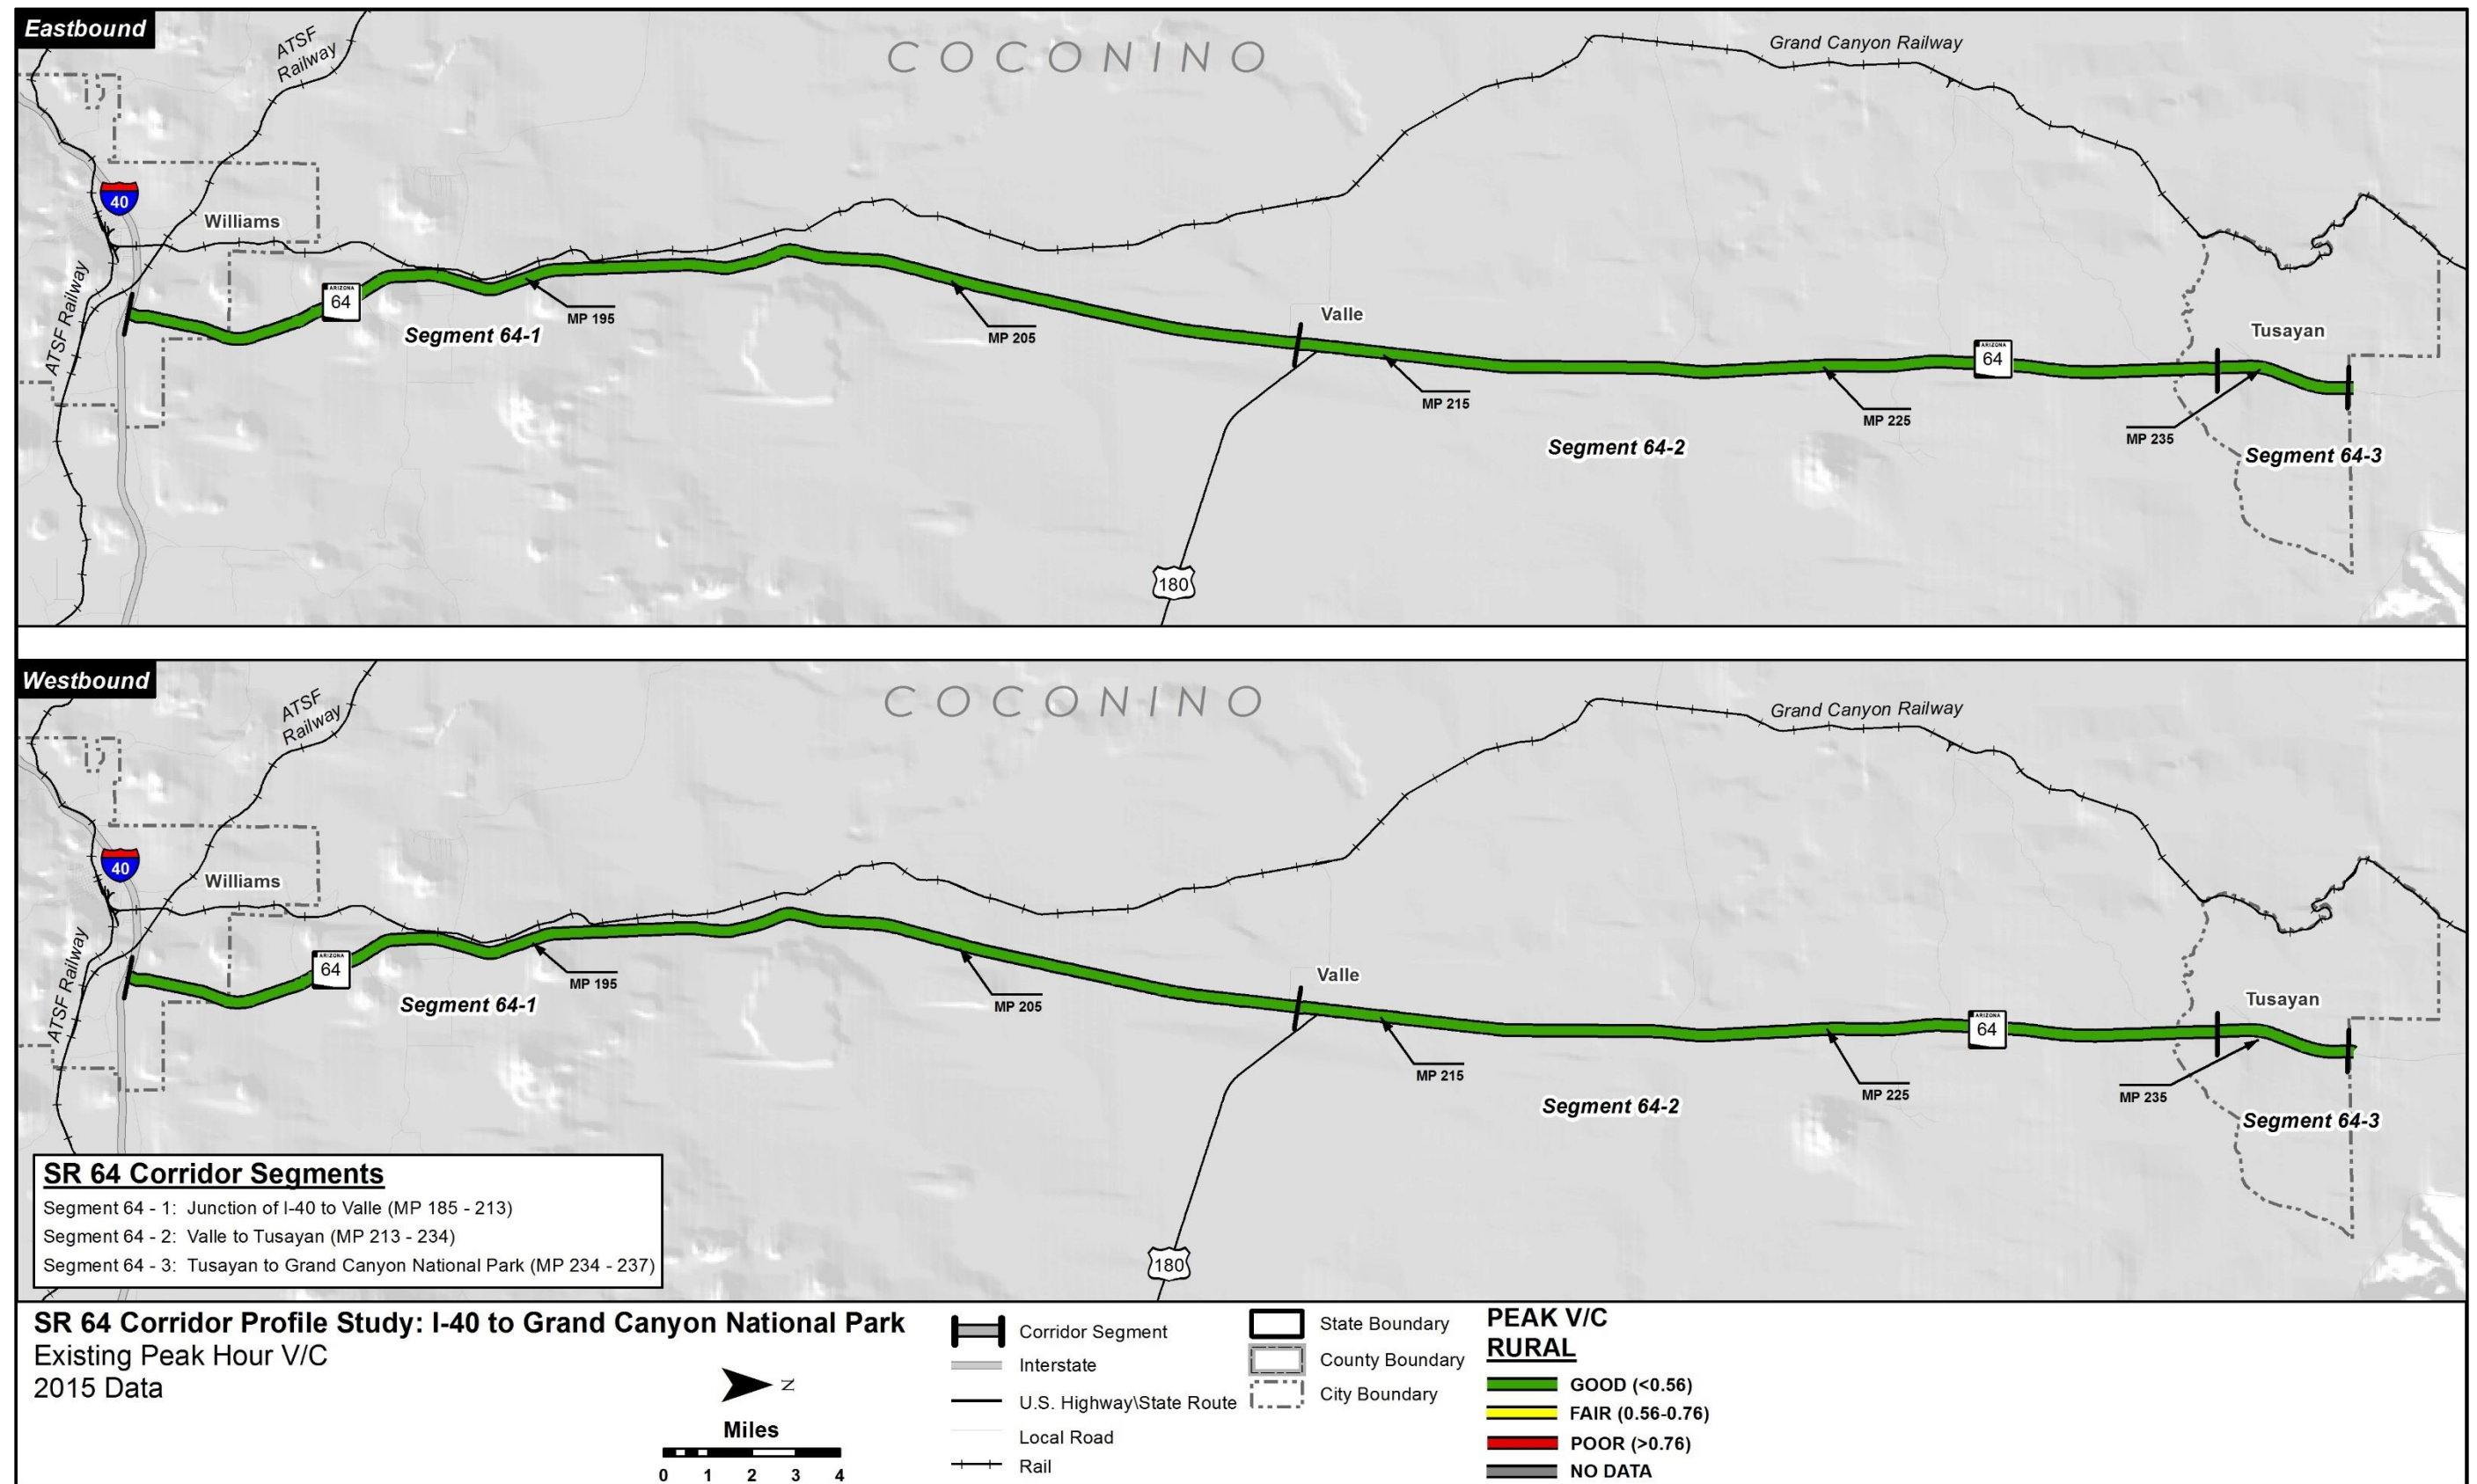 Eastbound
ATSF
Railway
COCONINO
Grand Canyon Railway
40
Williams
ATSF Railway
ARIZONA
64
Segment 64-1
MP 195
MP 205
Valle
MP 215
Segment 64-2
MP 225
ARIZONA
64
Tusayan
MP 235
Segment 64-3
180
Westbound
ATSF
Railway
COCONINO
Grand Canyon Railway
40
Williams
ATSF Railway
ARIZONA
64
Segment 64-1
MP 195
MP 205
Valle
MP 215
Segment 64-2
MP 225
ARIZONA
64
Tusayan
MP 235
Segment 64-3
180
SR 64 Corridor Segments
Segment 64 - 1: Junction of I-40 to Valle (MP 185 - 213)
Segment 64 - 2: Valle to Tusayan (MP 213 - 234)
Segment 64 - 3: Tusayan to Grand Canyon National Park (MP 234 - 237)
SR 64 Corridor Profile Study: I-40 to Grand Canyon National Park
Existing Peak Hour V/C
2015 Data
N
Miles
0 1 2 3 4
Corridor Segment
Interstate
U.S. Highway\State Route
Local Road
Rail
State Boundary
County Boundary
City Boundary
PEAK V/C
RURAL
GOOD (<0.56)
FAIR (0.56-0.76)
POOR (>0.76)
NO DATA